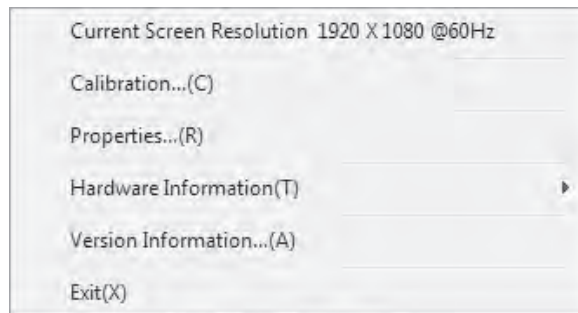 Current Screen Resolution 1920 X 1080 @60Hz
Calibration...(C)
Properties...(R)
Hardware Information(T)
Version Information...(A)
Exit(X)